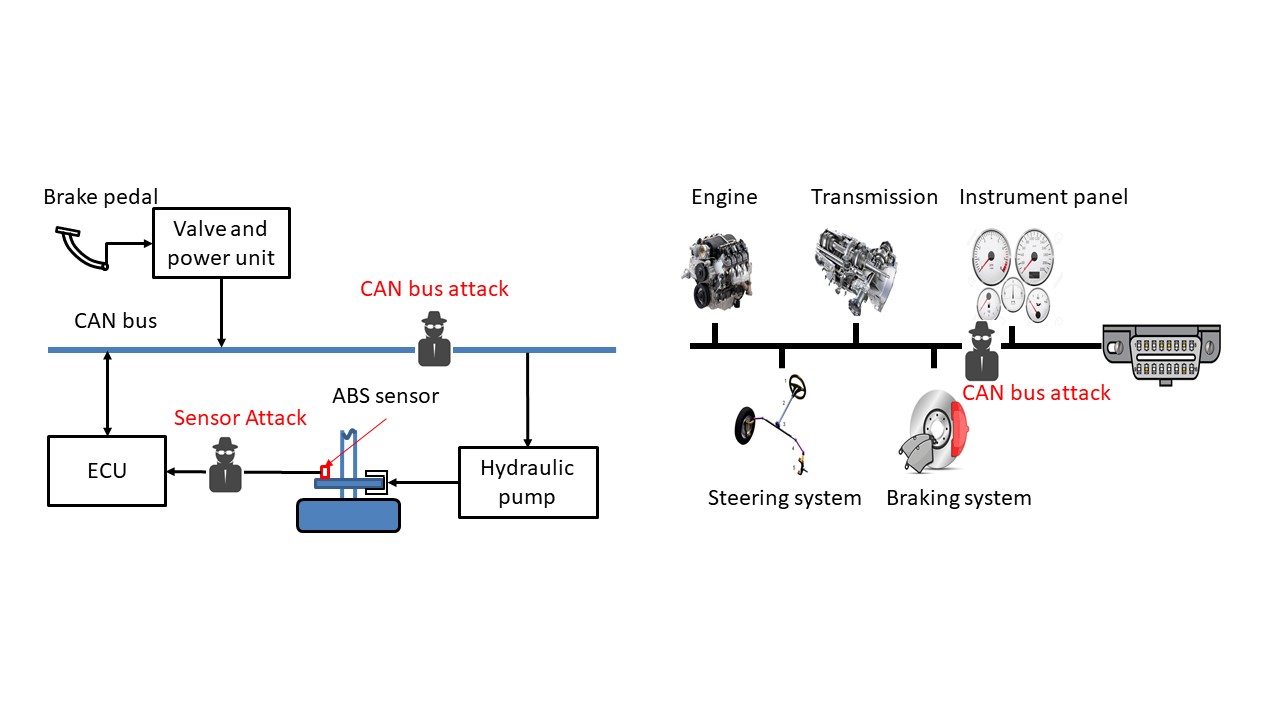 Brake pedal
Valve and
power unit
CAN bus attack
CAN bus
ABS sensor
Sensor Attack
ECU
Hydraulic
pump
Engine
Transmission
Instrument panel
CAN bus attack
Steering system
Braking system